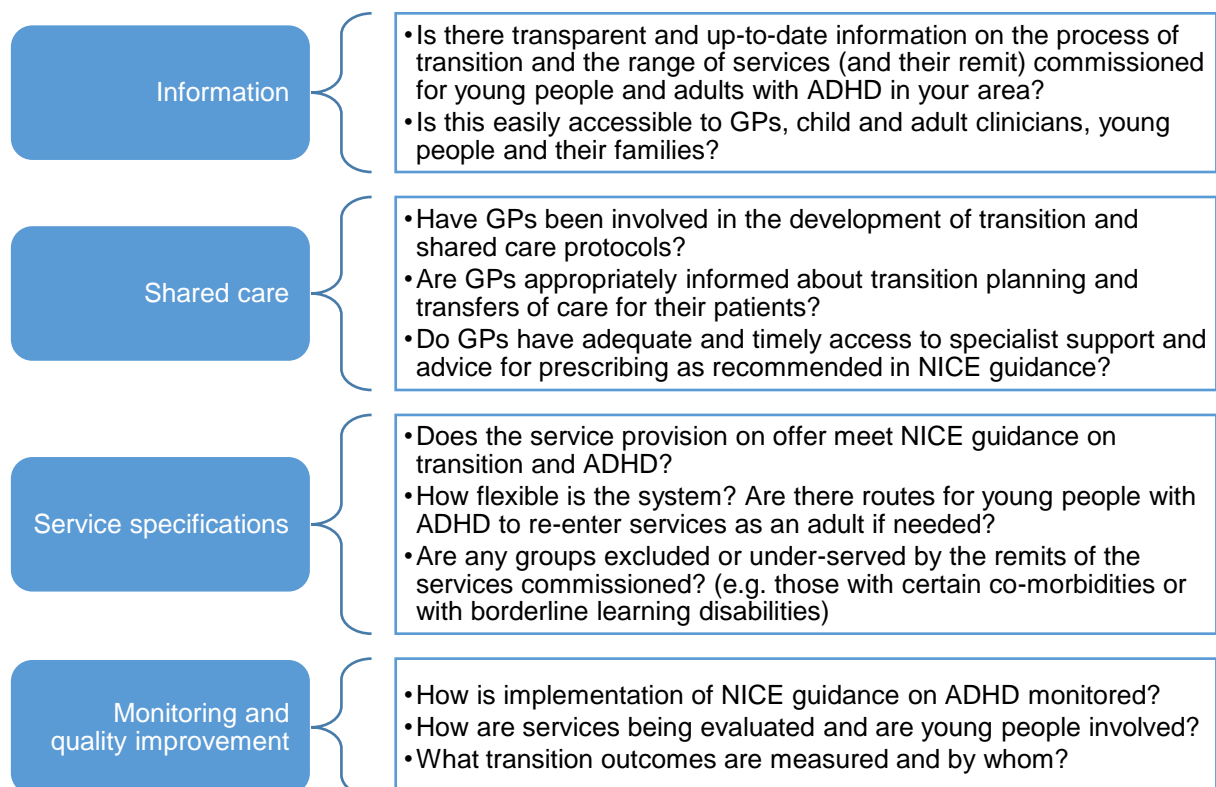 Information
•Is there transparent and up-to-date information on the process of
transition and the range of services (and their remit) commissioned
for young people and adults with ADHD in your area?
•Is this easily accessible to GPs, child and adult clinicians, young
people and their families?
Shared care
•Have GPs been involved in the development of transition and
shared care protocols?
•Are GPs appropriately informed about transition planning and
transfers of care for their patients?
•Do GPs have adequate and timely access to specialist support and
advice for prescribing as recommended in NICE guidance?
Service specifications
•Does the service provision on offer meet NICE guidance on
transition and ADHD?
•How flexible is the system? Are there routes for young people with
ADHD to re-enter services as an adult if needed?
•Are any groups excluded or under-served by the remits of the
services commissioned? (e.g. those with certain co-morbidities or
with borderline learning disabilities)
Monitoring and
quality improvement
•How is implementation of NICE guidance on ADHD monitored?
•How are services being evaluated and are young people involved?
•What transition outcomes are measured and by whom?